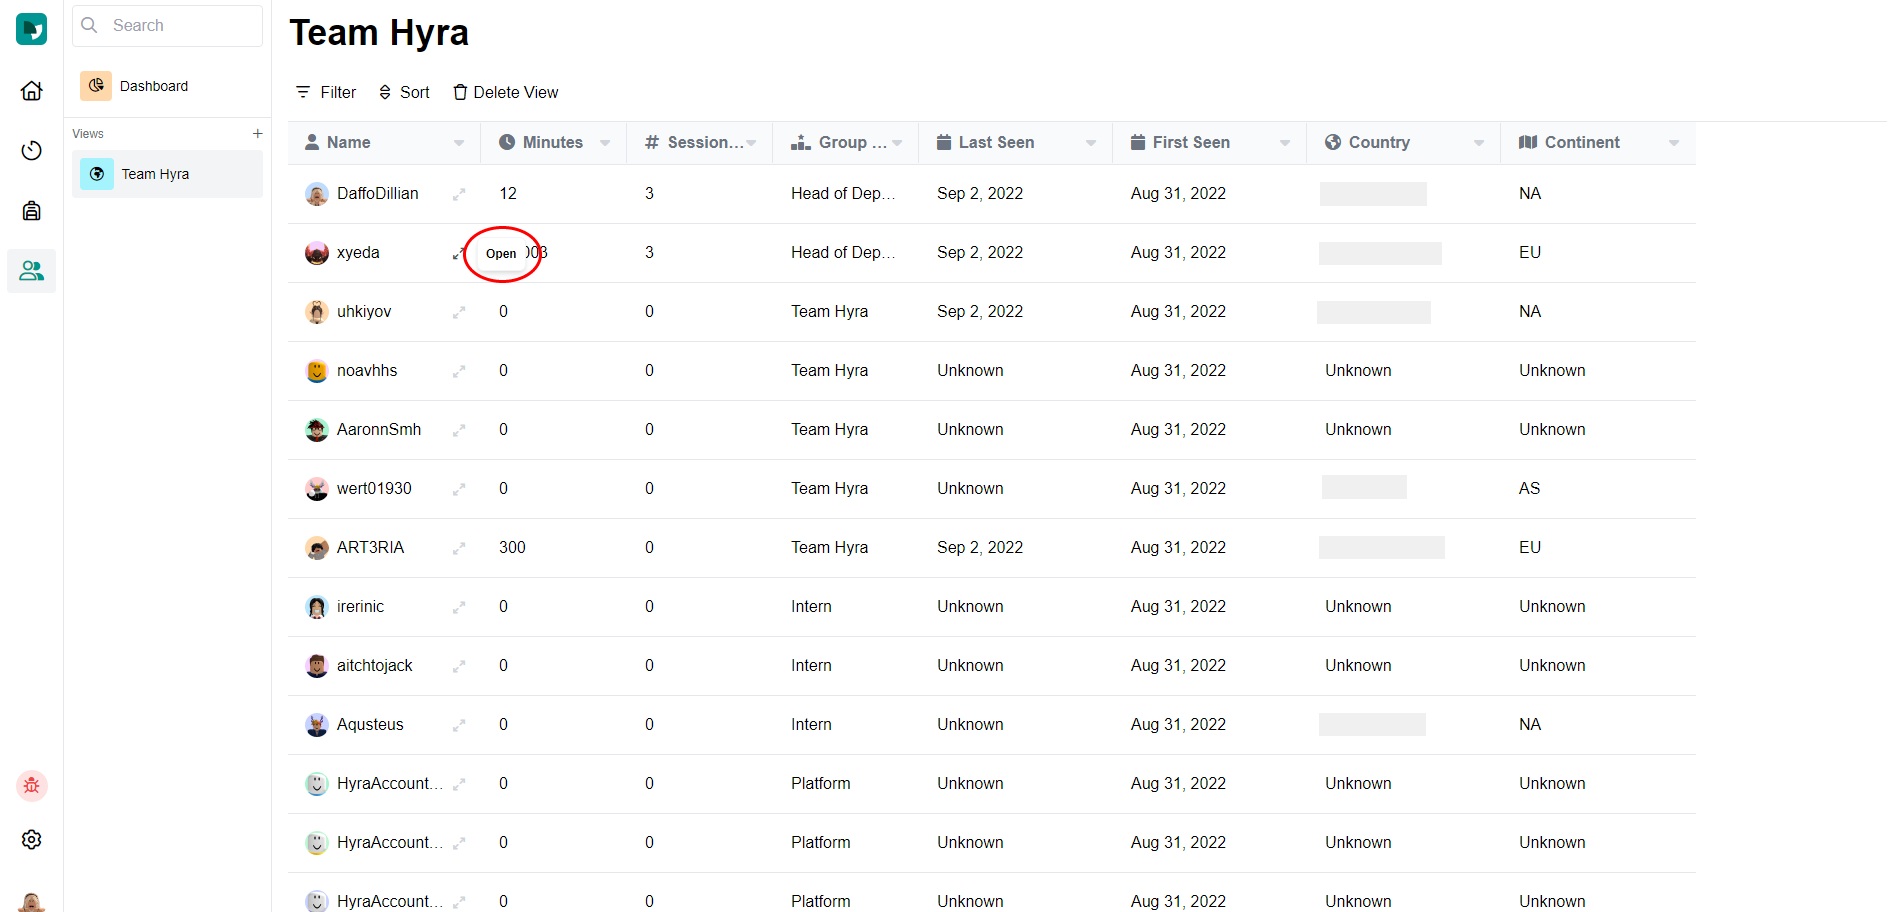 Search
Dashboard
Views
Team Hyra
Team Hyra
Filter Sort Delete View
Name Minutes # Session... Group ... Last Seen First Seen Country Continent
DaffoDillian 12 3 Head of Dep... Sep 2, 2022 Aug 31, 2022 NA
xyeda Open 3 Head of Dep... Sep 2, 2022 Aug 31, 2022 EU
uhkiyov 0 0 Team Hyra Sep 2, 2022 Aug 31, 2022 NA
noavhhs 0 0 Team Hyra Unknown Aug 31, 2022 Unknown Unknown
AaronnSmh 0 0 Team Hyra Unknown Aug 31, 2022 Unknown Unknown
wert01930 0 0 Team Hyra Unknown Aug 31, 2022 AS
ART3RIA 300 0 Team Hyra Sep 2, 2022 Aug 31, 2022 EU
irerinic 0 0 Intern Unknown Aug 31, 2022 Unknown Unknown
aitchtojack 0 0 Intern Unknown Aug 31, 2022 Unknown Unknown
Aqusteus 0 0 Intern Unknown Aug 31, 2022 NA
HyraAccount... 0 0 Platform Unknown Aug 31, 2022 Unknown Unknown
HyraAccount... 0 0 Platform Unknown Aug 31, 2022 Unknown Unknown
HyraAccount... 0 0 Platform Unknown Aug 31, 2022 Unknown Unknown